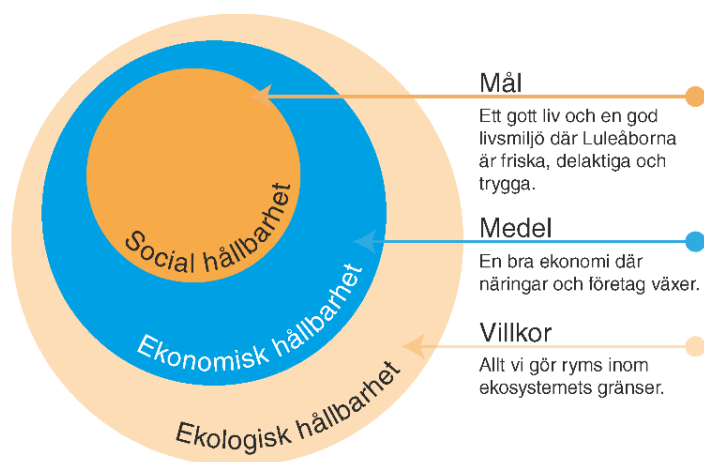 Social hållbarhet
Ekonomisk hållbarhet
Ekologisk hållbarhet
Mål
Ett gott liv och en god
livsmiljö där Luleåborna
är friska, delaktiga och
trygga.
Medel
En bra ekonomi där
näringar och företag växer.
Villkor
Allt vi gör ryms inom
ekosystemets gränser.